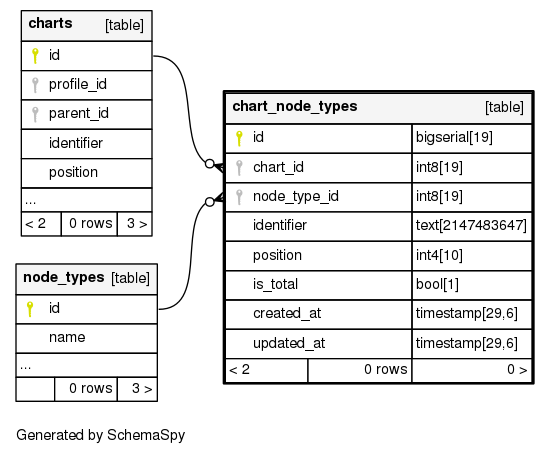 charts [table]
id
profile_id
parent_id
identifier
position
...
< 2 0 rows 3 >
node_types [table]
id
name
...
0 rows 3 >
chart_node_types [table]
id bigserial[19]
chart_id int8[19]
node_type_id int8[19]
identifier text[2147483647]
position int4[10]
is_total bool[1]
created_at timestamp[29,6]
updated_at timestamp[29,6]
< 2 0 rows 0 >
Generated by SchemaSpy